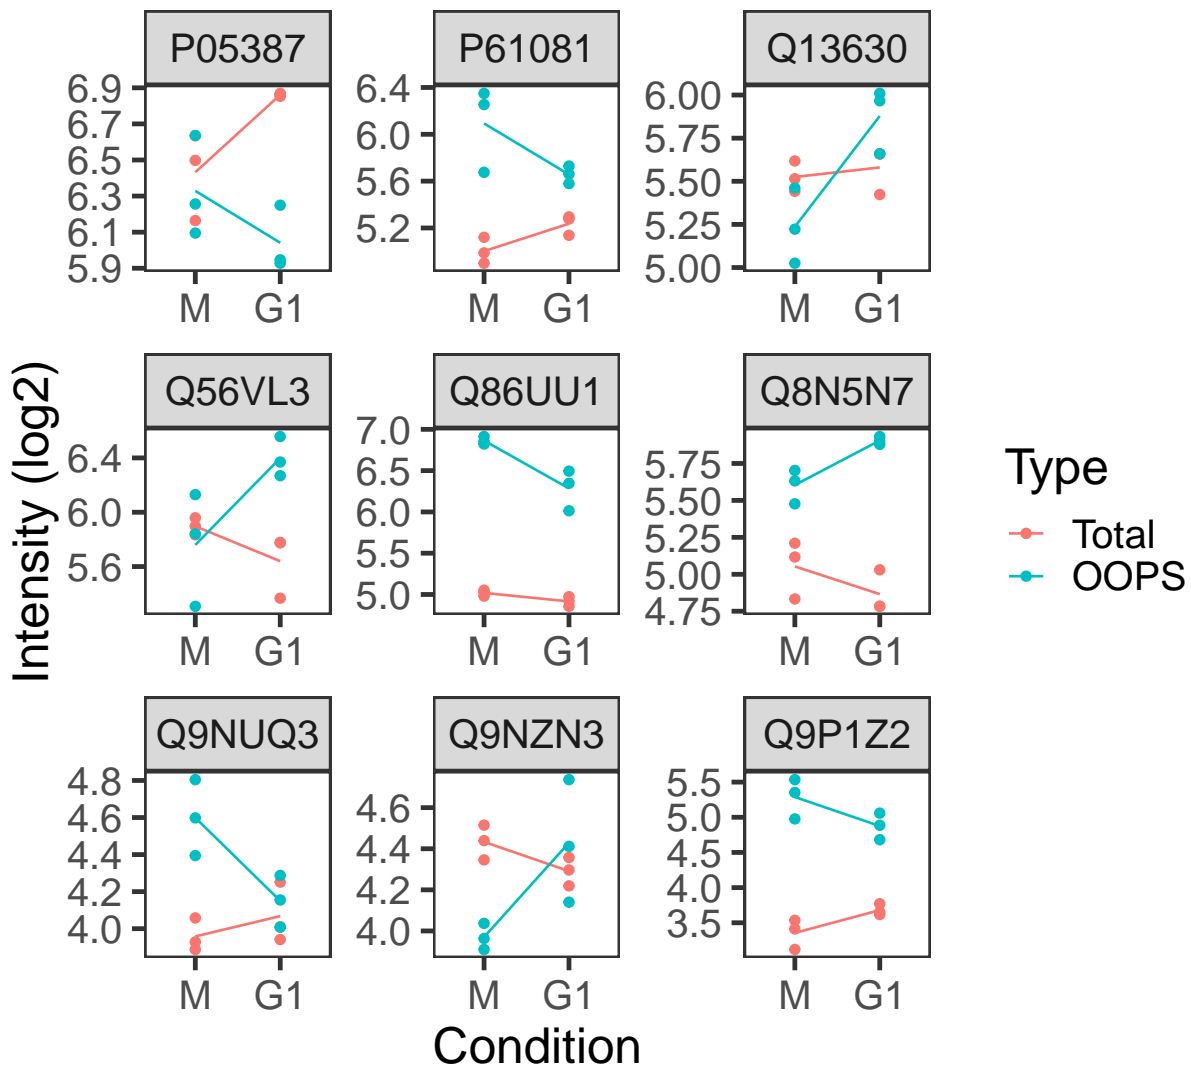 P05387 P61081 Q13630
6.9 6.4 6.00
6.7 6.0 5.75
6.5 5.6 5.50
6.3 5.2 5.25
6.1 5.00
5.9
M G1 M G1 M G1
Q56VL3 Q86UU1 Q8N5N7
6.4 7.0 5.75
6.0 6.5 5.50
5.6 6.0 5.25
5.5 5.00
5.0 4.75
M G1 M G1 M G1
Q9NUQ3 Q9NZN3 Q9P1Z2
4.8 4.6 5.5
4.6 4.4 5.0
4.4 4.2 4.5
4.2 4.0 4.0
4.0 3.5
M G1 M G1 M G1
Condition
Intensity (log2)
Type
Total
OOPS